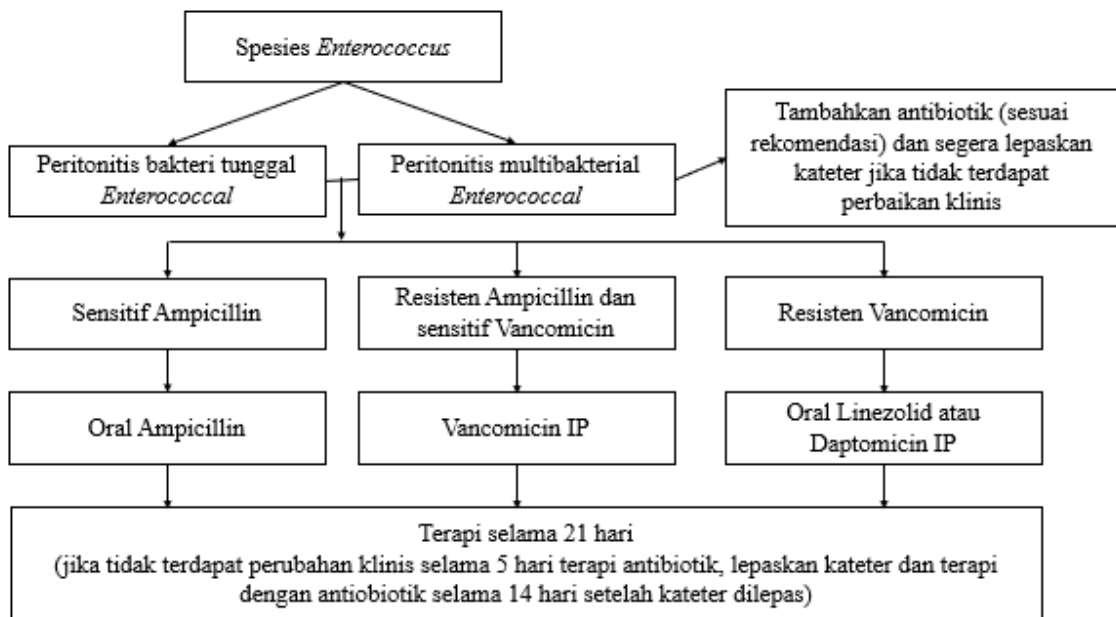 Spesies Enterococcus
Peritonitis bakteri tunggal
Enterococcal
Peritonitis multibakterial
Enterococcal
Tambahkan antibiotik (sesuai
rekomendasi) dan segera lepaskan
kateter jika tidak terdapat
perbaikan klinis
Sensitif Ampicillin
Resisten Ampicillin dan
sensitif Vancomicin
Resisten Vancomicin
Oral Ampicillin
Vancomicin IP
Oral Linezolid atau
Daptomicin IP
Terapi selama 21 hari
(jika tidak terdapat perubahan klinis selama 5 hari terapi antibiotik, lepaskan kateter dan terapi
dengan antiobiotik selama 14 hari setelah kateter dilepas)